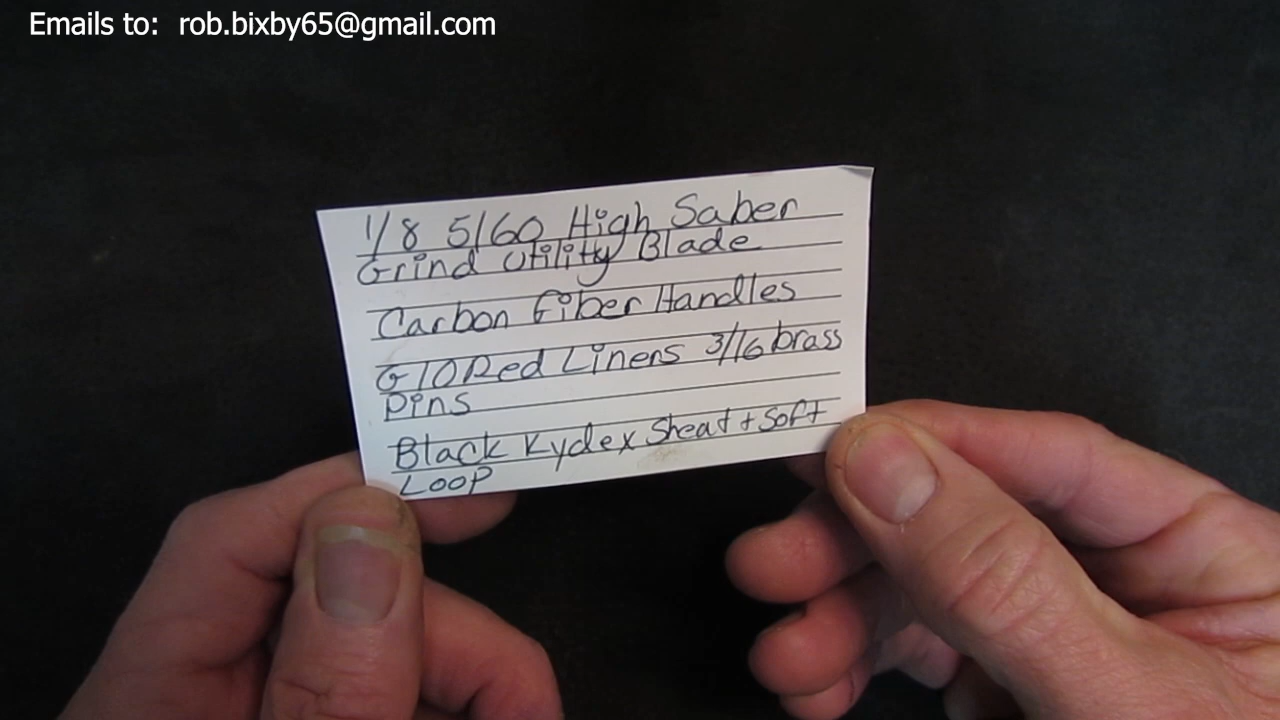 Emails to: rob.bixby65@gmail.com
1/8 5160 High Saber
Grind Utility Blade
Carbon Fiber Handles
G10 Red Liners 3/16 brass
Pins
Black Kydex Sheat + Soft
Loop